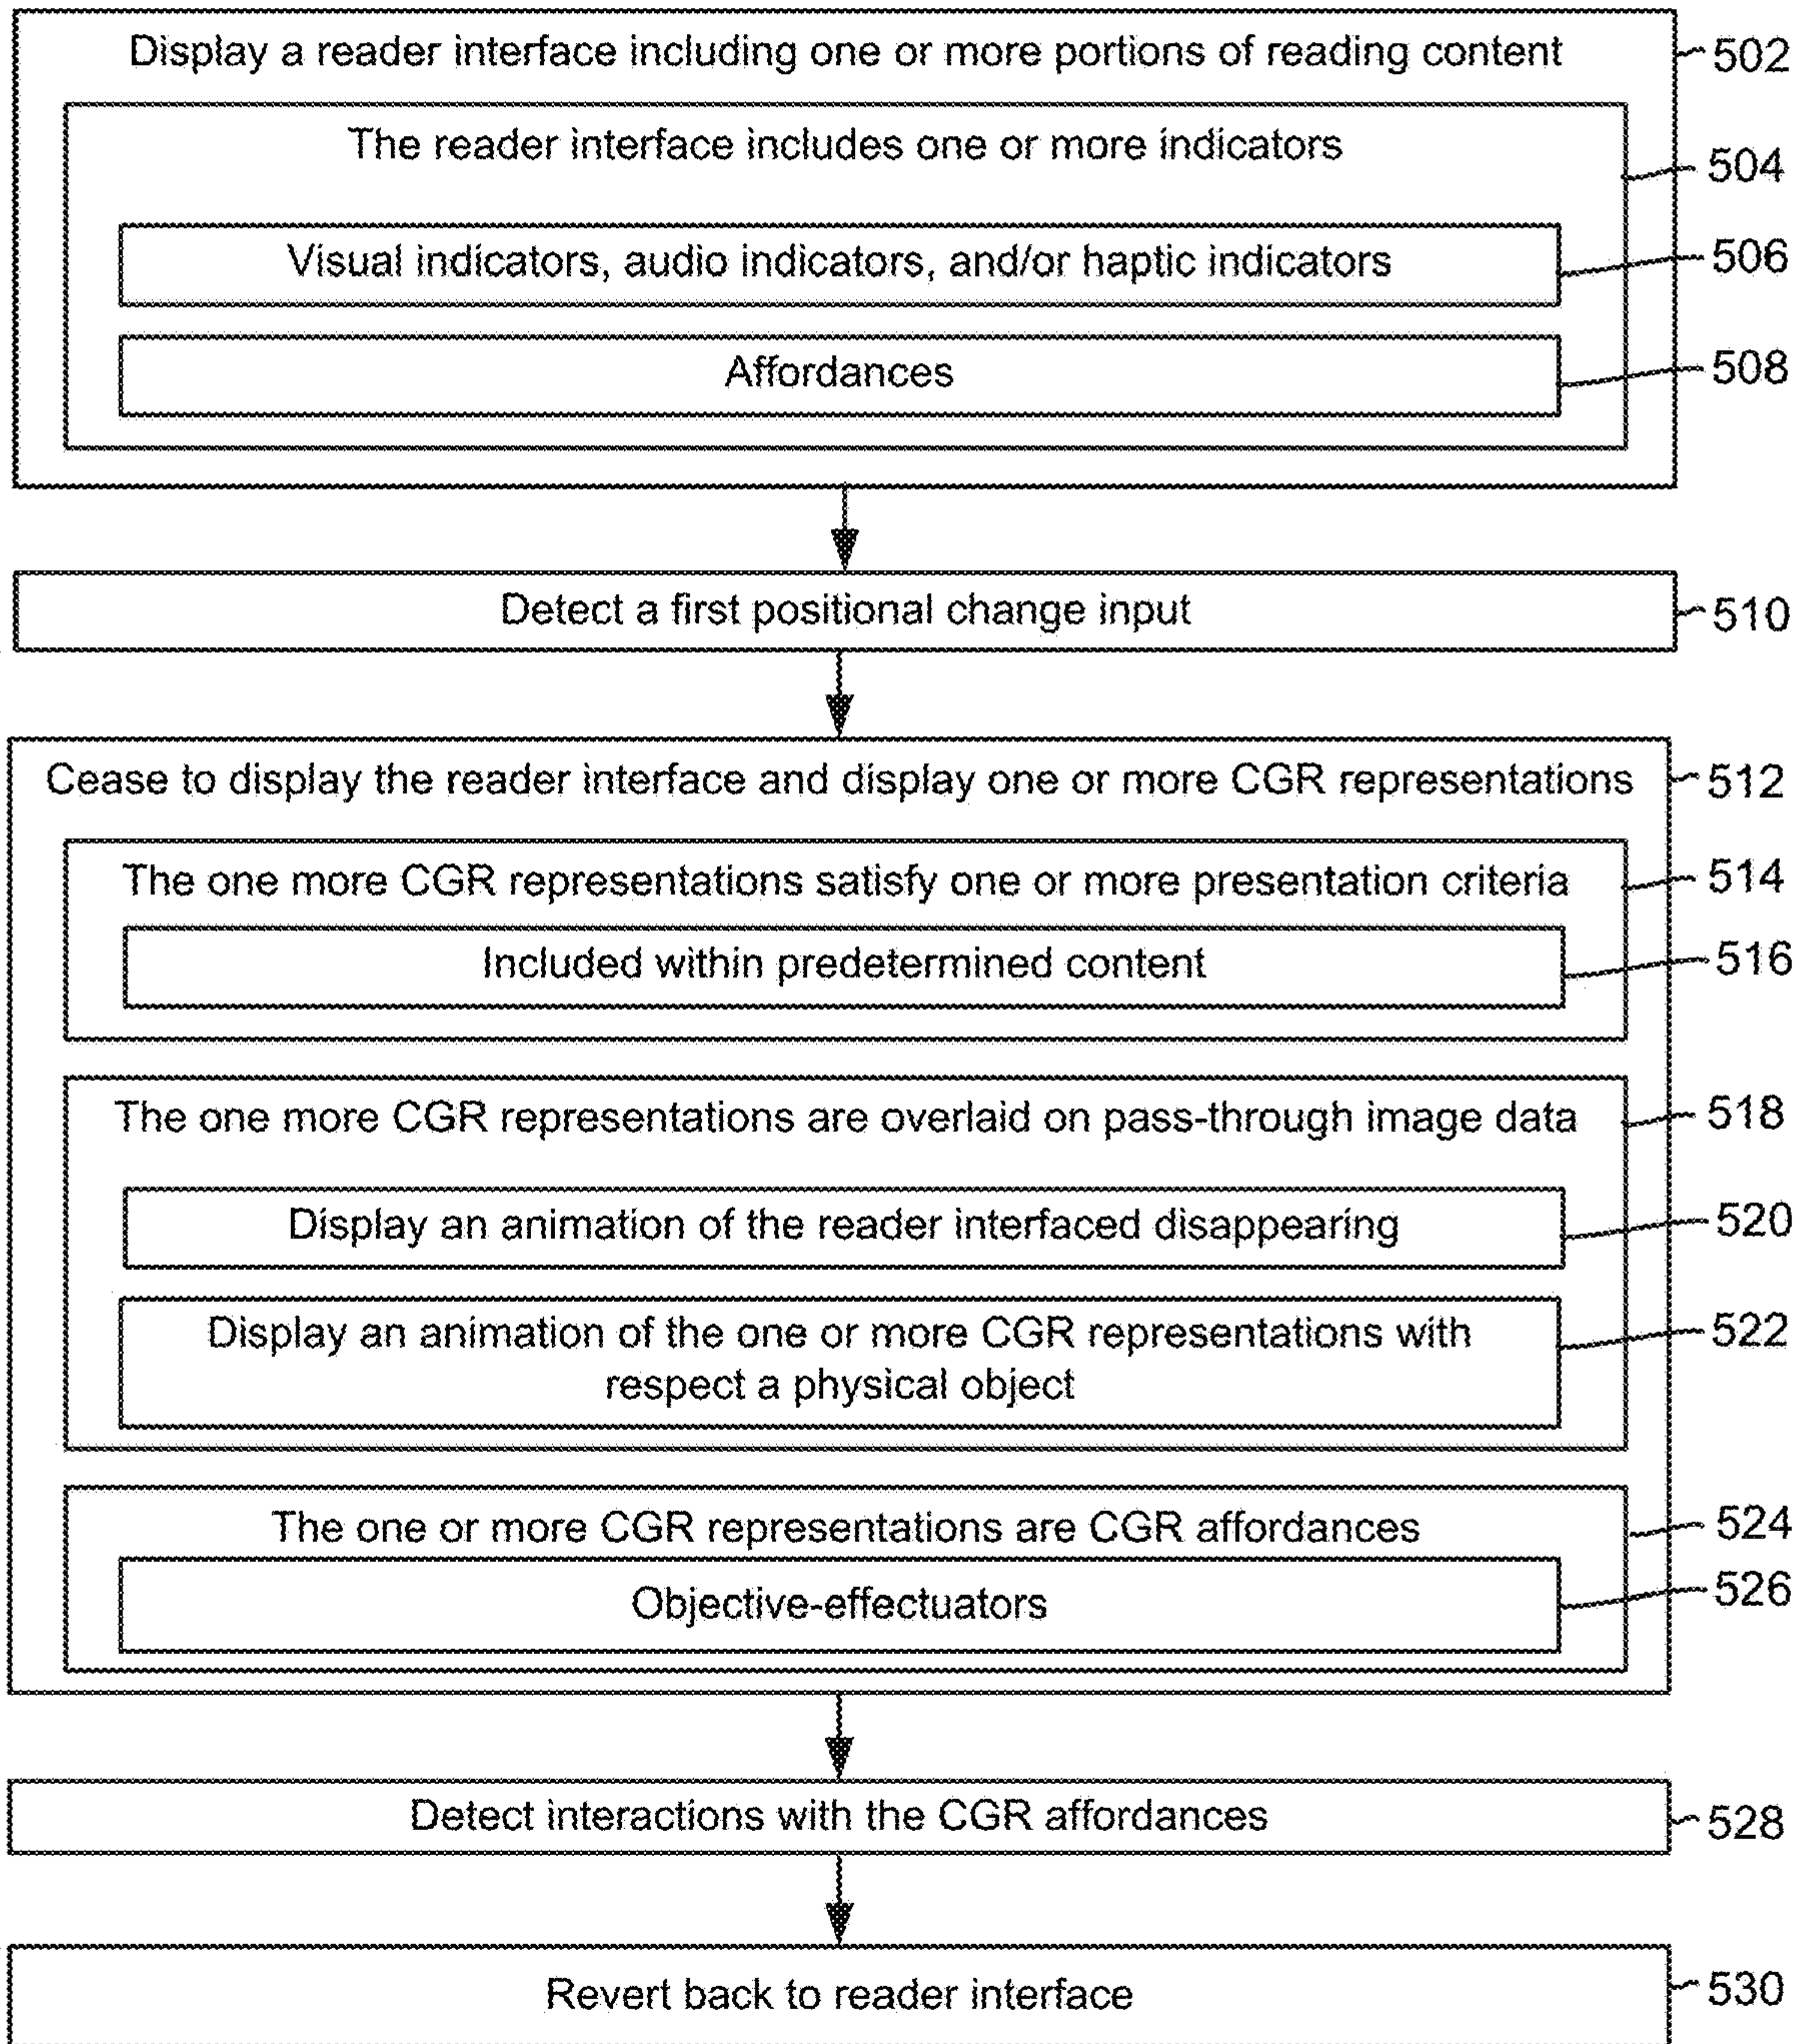 Display a reader interface including one or more portions of reading content
502
The reader interface includes one or more indicators
504
Visual indicators, audio indicators, and/or haptic indicators
506
Affordances
508
Detect a first positional change input
510
Cease to display the reader interface and display one or more CGR representations
512
The one more CGR representations satisfy one or more presentation criteria
514
Included within predetermined content
516
The one more CGR representations are overlaid on pass-through image data
518
Display an animation of the reader interfaced disappearing
520
Display an animation of the one or more CGR representations with
respect a physical object
522
The one or more CGR representations are CGR affordances
524
Objective-effectuators
526
Detect interactions with the CGR affordances
528
Revert back to reader interface
530